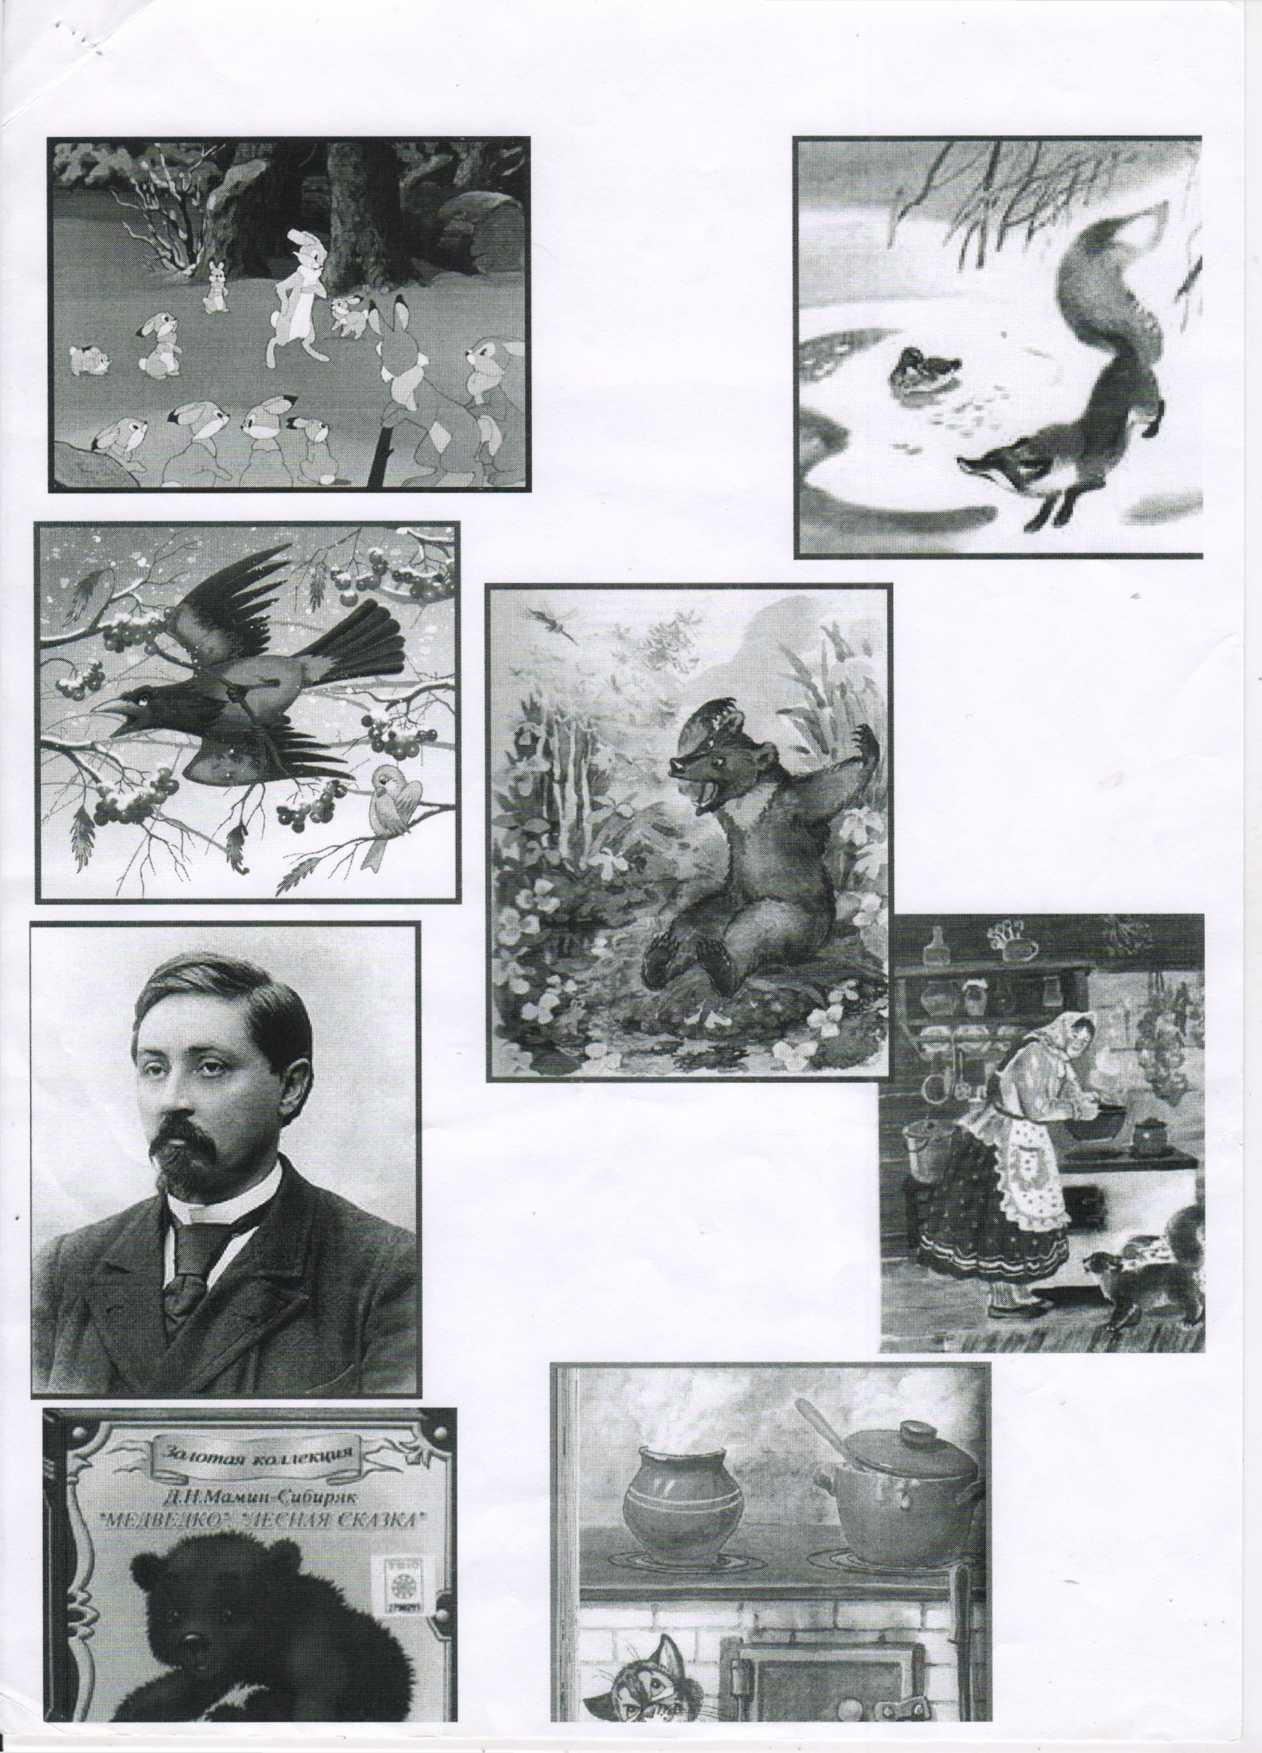 Золотая коллекция
Д.Н.Мамин-Сибиряк
"МЕДВЕДКО" "ЛЕСНАЯ СКАЗКА"